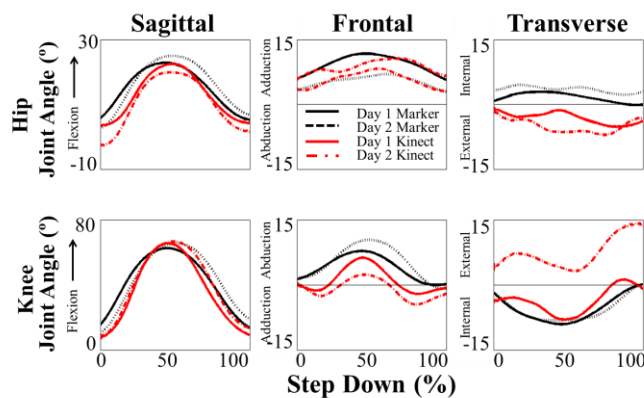 Sagittal Frontal Transverse
Hip
Joint Angle (º)
Flexion
30
-10
Abduction Adduction
15
-15
Day 1 Marker
Day 2 Marker
Day 1 Kinect
Day 2 Kinect
External Internal
15
-15
Knee
Joint Angle (º)
Flexion
80
0
Adduction Abduction
15
-15
Internal External
15
-15
0 50 100 0 50 100 0 50 100
Step Down (%)